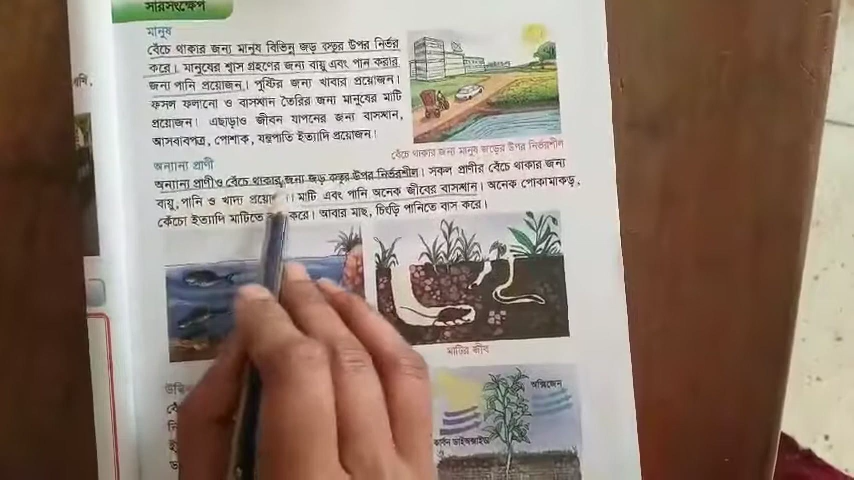 সারসংক্ষেপ
মানুষ
বেঁচে থাকার জন্য মানুষ বিভিন্ন জড় বস্তুর উপর নির্ভর
করে। মানুষের শ্বাস গ্রহণের জন্য বায়ু এবং পান করার
জন্য পানি প্রয়োজন। পুষ্টির জন্য খাবার প্রয়োজন।
ফসল ফলানো ও বাসস্থান তৈরির জন্য মানুষের মাটি
প্রয়োজন। এছাড়াও জীবন যাপনের জন্য বাসস্থান,
আসবাবপত্র, পোশাক, যন্ত্রপাতি ইত্যাদি প্রয়োজন।
বেঁচে থাকার জন্য মানুষ জড়ের উপর নির্ভরশীল
অন্যান্য প্রাণী
অন্যান্য প্রাণীও বেঁচে থাকার জন্য জড় বস্তুর উপর নির্ভরশীল। সকল প্রাণীর বেঁচে থাকার জন্য
বায়ু, পানি ও খাদ্য প্রয়োজন। মাটি এবং পানি অনেক জীবের বাসস্থান। অনেক পোকামাকড়,
কেঁচো ইত্যাদি মাটিতে করে। আবার মাছ, চিংড়ি পানিতে বাস করে।
মাটির জীব
অক্সিজেন
কার্বন ডাইঅক্সাইড